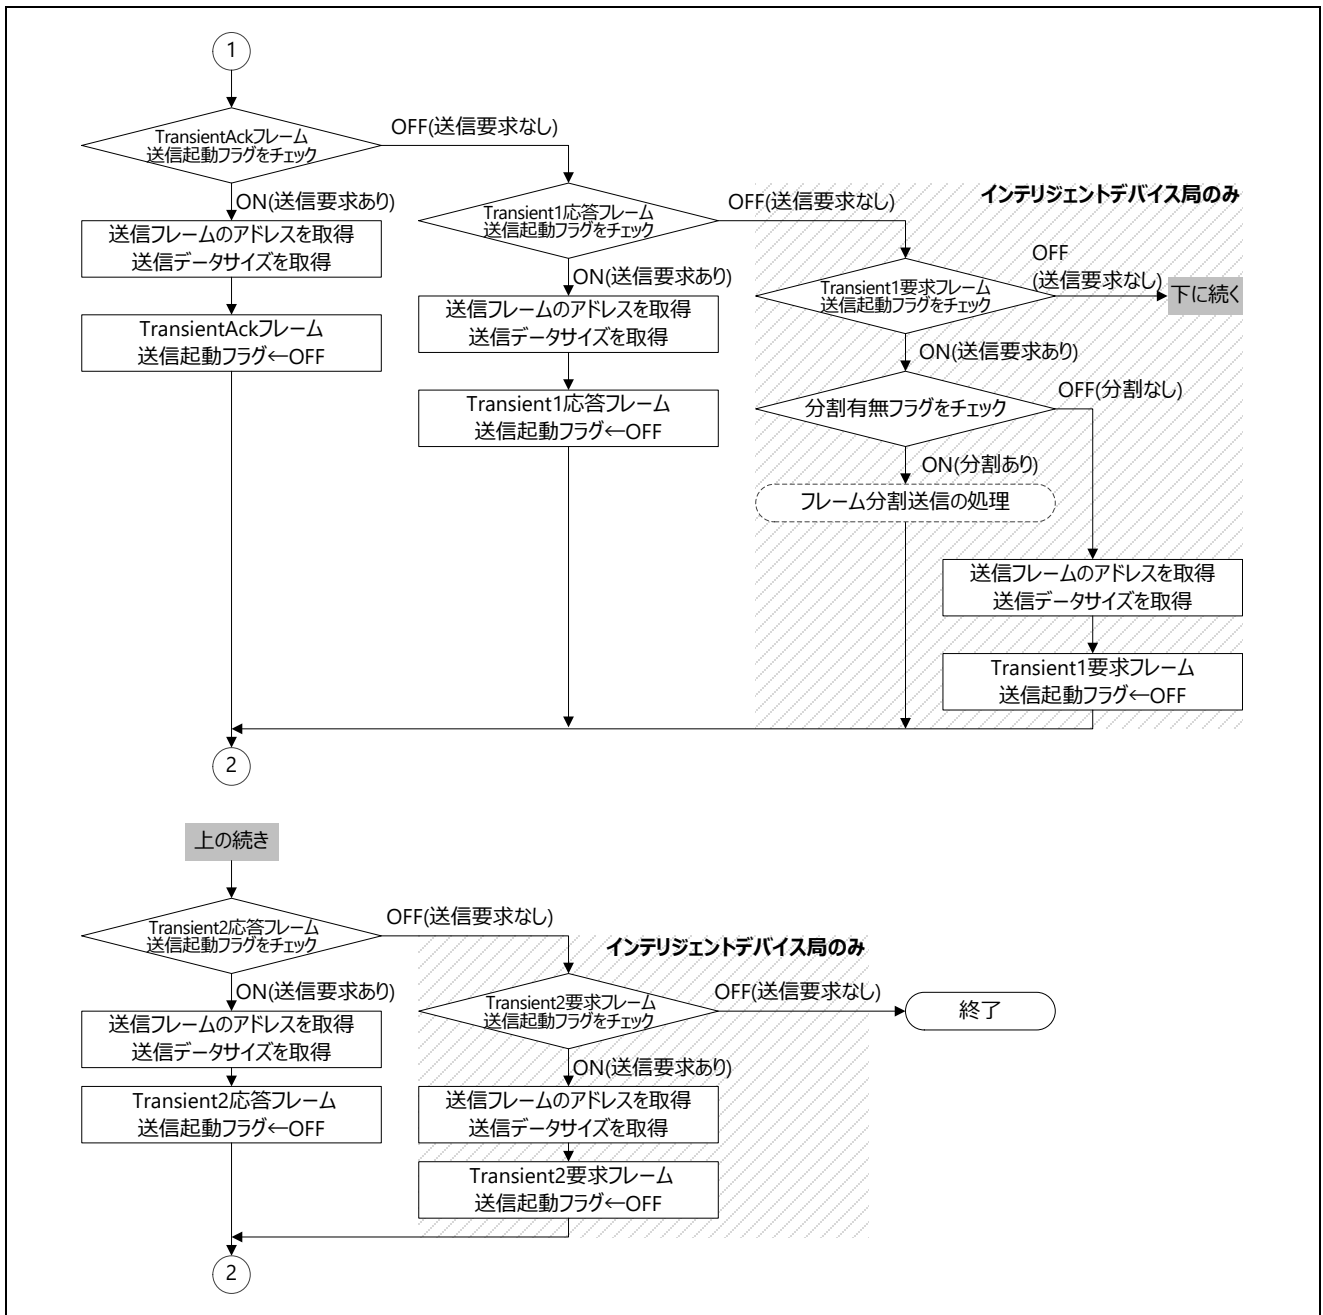 1
TransientAckフレーム
送信起動フラグをチェック
OFF(送信要求なし)
ON(送信要求あり)
送信フレームのアドレスを取得
送信データサイズを取得
TransientAckフレーム
送信起動フラグ←OFF
Transient1応答フレーム
送信起動フラグをチェック
OFF(送信要求なし)
ON(送信要求あり)
送信フレームのアドレスを取得
送信データサイズを取得
Transient1応答フレーム
送信起動フラグ←OFF
インテリジェントデバイス局のみ
Transient1要求フレーム
送信起動フラグをチェック
OFF
(送信要求なし)
下に続く
ON(送信要求あり)
分割有無フラグをチェック
OFF(分割なし)
ON(分割あり)
フレーム分割送信の処理
送信フレームのアドレスを取得
送信データサイズを取得
Transient1要求フレーム
送信起動フラグ←OFF
2
上の続き
Transient2応答フレーム
送信起動フラグをチェック
OFF(送信要求なし)
ON(送信要求あり)
送信フレームのアドレスを取得
送信データサイズを取得
Transient2応答フレーム
送信起動フラグ←OFF
インテリジェントデバイス局のみ
Transient2要求フレーム
送信起動フラグをチェック
OFF(送信要求なし)
終了
ON(送信要求あり)
送信フレームのアドレスを取得
送信データサイズを取得
Transient2要求フレーム
送信起動フラグ←OFF
2